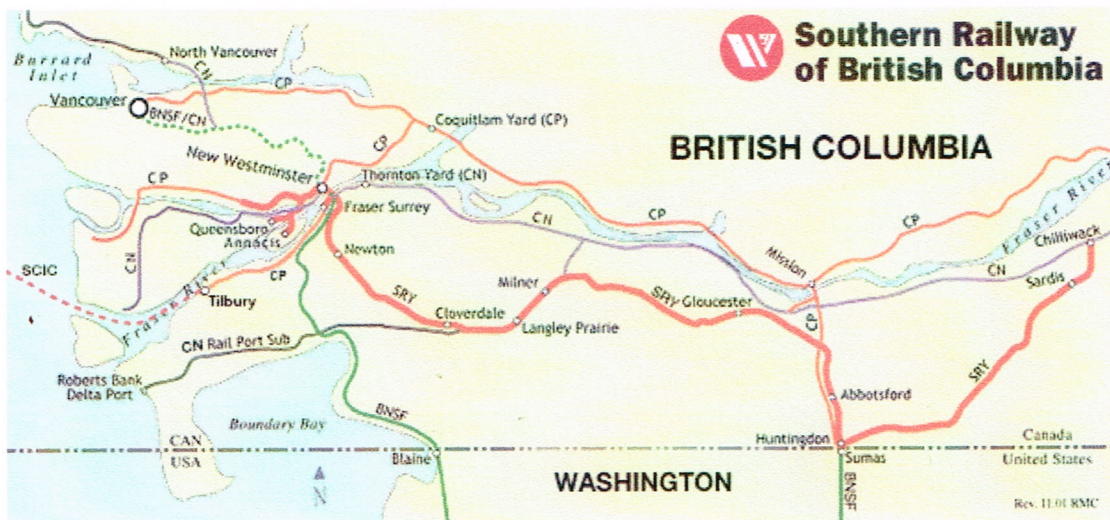 Southern Railway
of British Columbia
Burrard
Inlet
North Vancouver
CN
CP
Vancouver
BNSF/CN
Coquitlam Yard (CP)
BRITISH COLUMBIA
CP
New Westminster
Thornton Yard (CN)
CP
Fraser Surrey
Queensboro
Annacis
CN
CP
CN
CP
Fraser River
Mission
Chilliwack
CN
Sardis
SCIC
Fraser River
CP
Tilbury
Newton
SRY
Milner
Cloverdale
Langley Prairie
SRY
Gloucester
CP
SRY
CN Rail Port Sub
Roberts Bank
Delta Port
Abbotsford
Boundary Bay
BNSF
CAN
USA
Huntingdon
Canada
Blaine
Sumas
United States
N
WASHINGTON
BNSF
Rev. 11.01 RMC